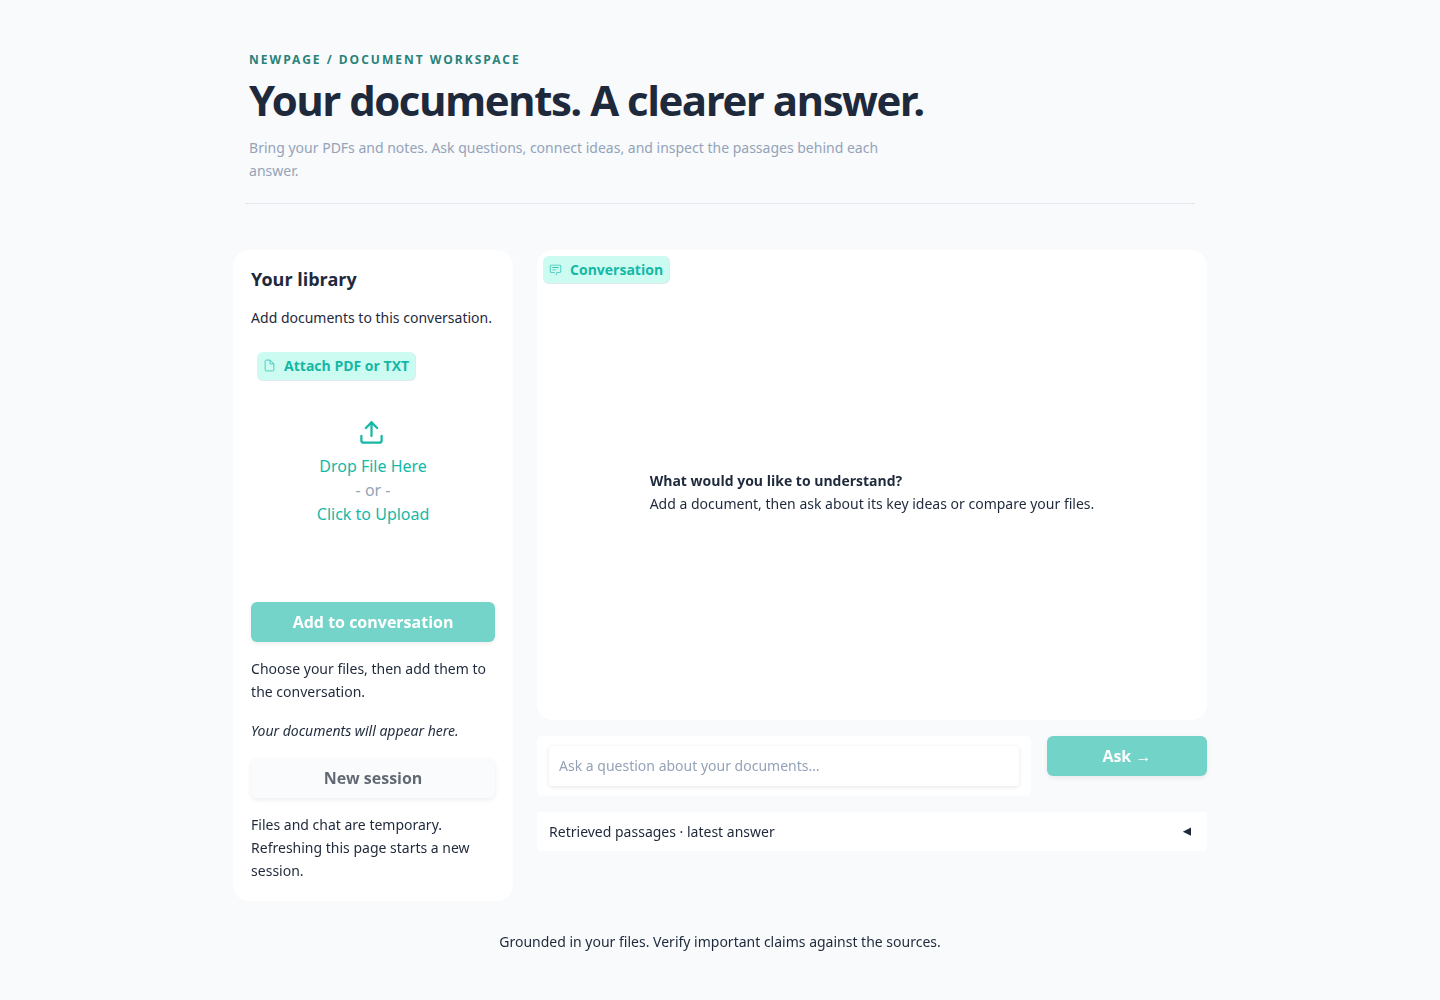 NEWPAGE / DOCUMENT WORKSPACE
Your documents. A clearer answer.
Bring your PDFs and notes. Ask questions, connect ideas, and inspect the passages behind each
answer.
Your library
Add documents to this conversation.
Attach PDF or TXT
Drop File Here
- or -
Click to Upload
Add to conversation
Choose your files, then add them to
the conversation.
Your documents will appear here.
New session
Files and chat are temporary.
Refreshing this page starts a new
session.
Conversation
What would you like to understand?
Add a document, then ask about its key ideas or compare your files.
Ask a question about your documents...
Ask →
Retrieved passages · latest answer
Grounded in your files. Verify important claims against the sources.